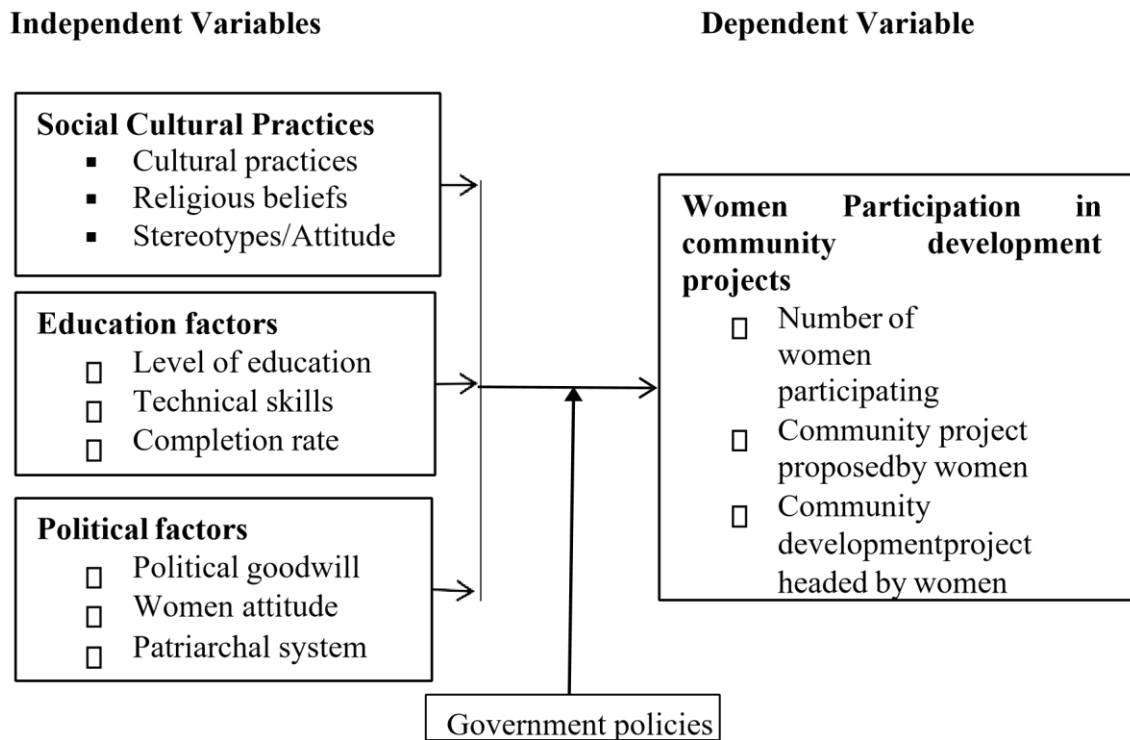 Independent Variables
Dependent Variable
Social Cultural Practices
▪ Cultural practices
▪ Religious beliefs
▪ Stereotypes/Attitude
Education factors
Level of education
Technical skills
Completion rate
Political factors
Political goodwill
Women attitude
Patriarchal system
Women Participation in
community development
projects
Number of
women
participating
Community project
proposedby women
Community
developmentproject
headed by women
Government policies